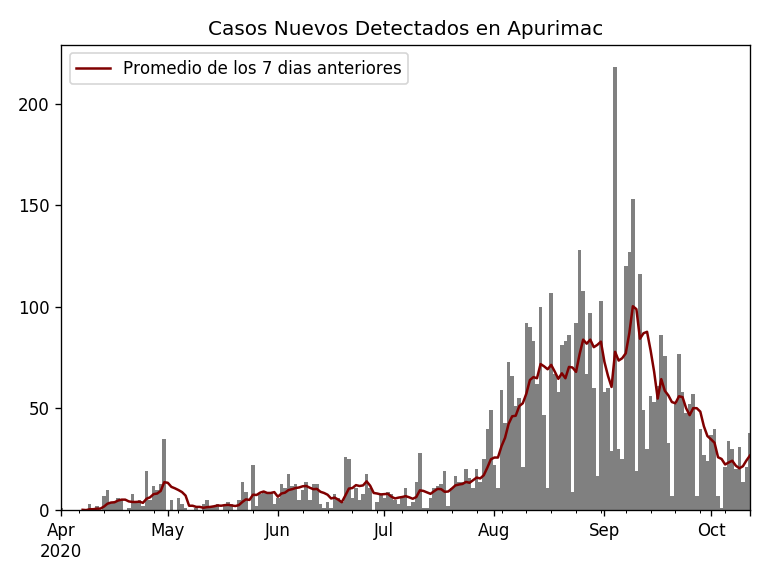 Casos Nuevos Detectados en Apurimac
Promedio de los 7 dias anteriores
200
150
100
50
0
Apr May Jun Jul Aug Sep Oct
2020